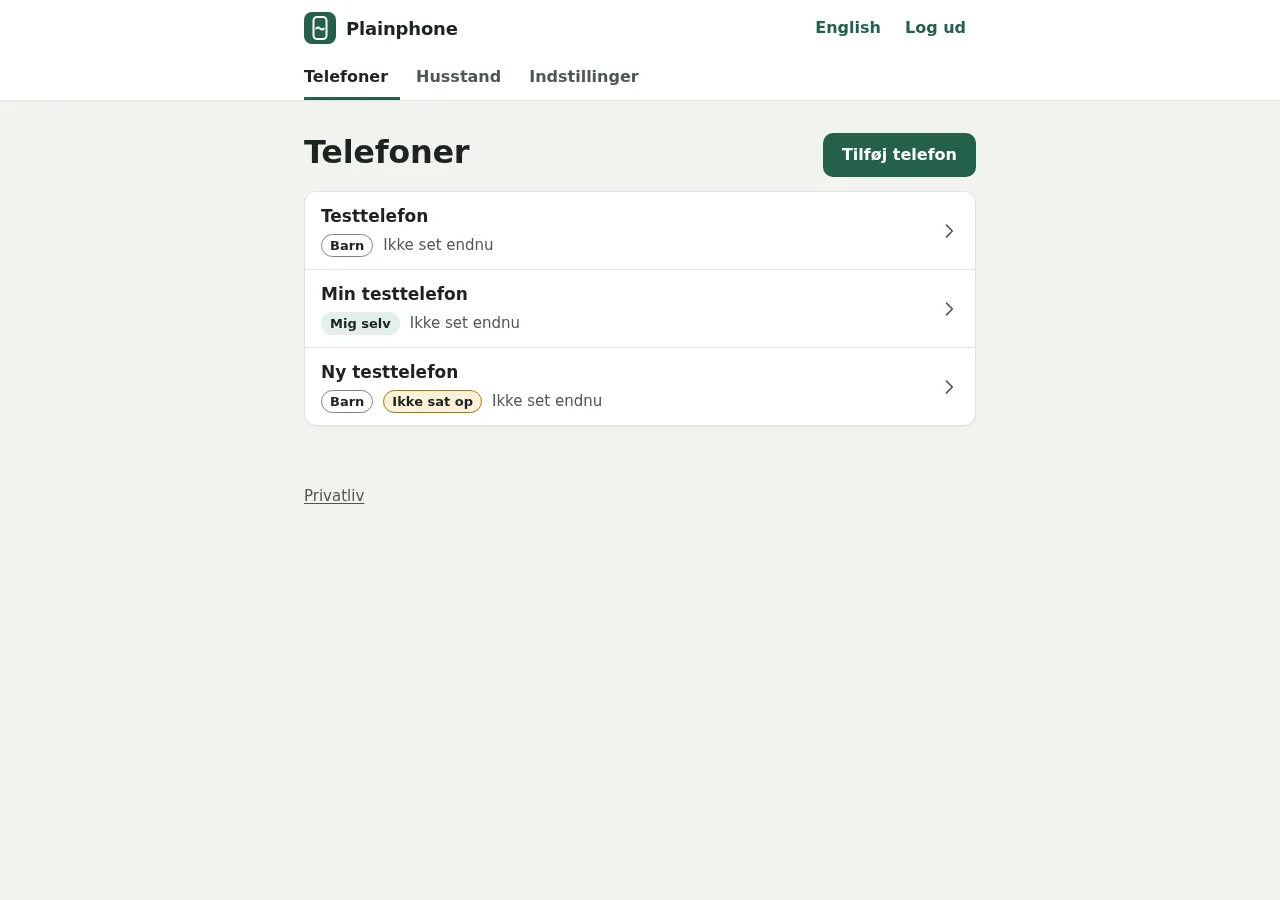 Plainphone
English Log ud
Telefoner Husstand Indstillinger
Telefoner
Tilføj telefon
Testtelefon
Barn Ikke set endnu
Min testtelefon
Mig selv Ikke set endnu
Ny testtelefon
Barn Ikke sat op Ikke set endnu
Privatliv